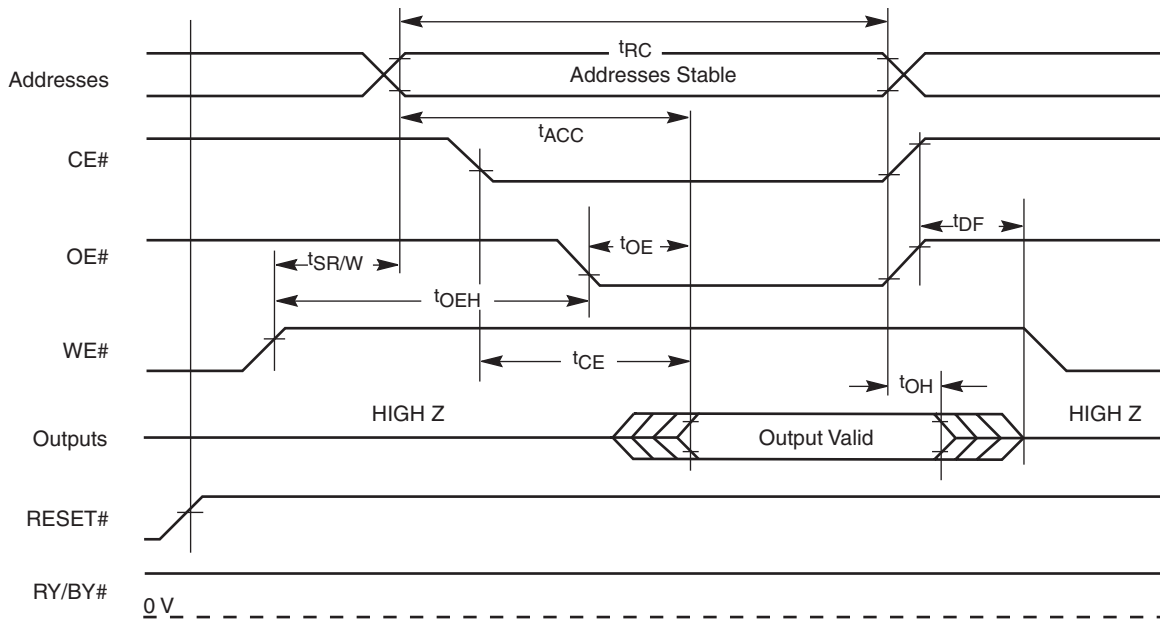 tRC
Addresses
Addresses Stable
tACC
CE#
tDF
tOE
OE#
tSR/W
tOEH
WE#
tCE
tOH
HIGH Z
HIGH Z
Outputs
Output Valid
RESET#
RY/BY#
0 V